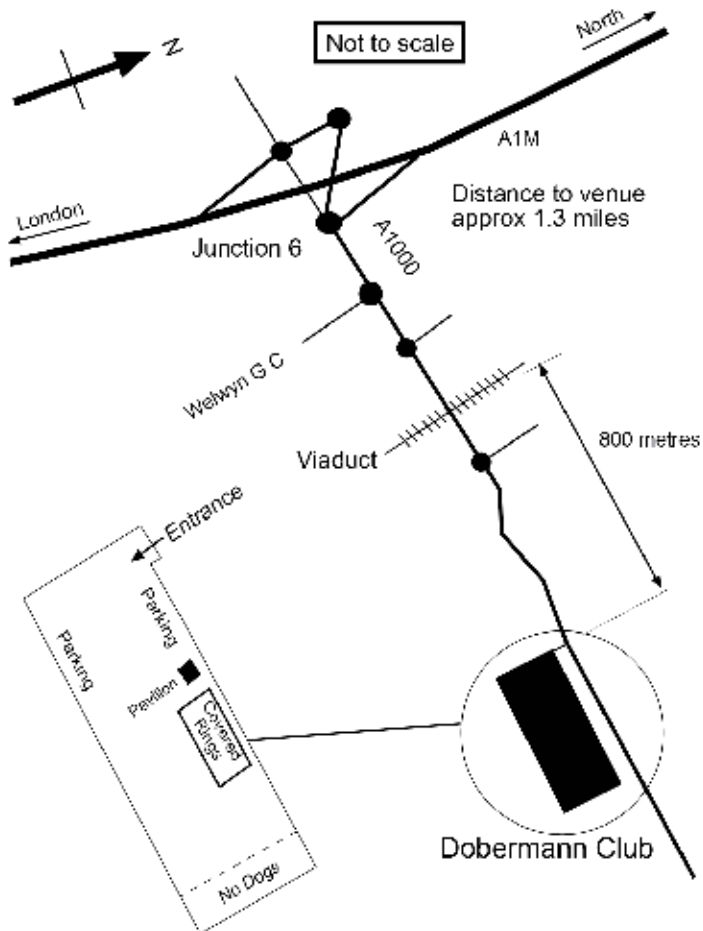 North
N
Not to scale
A1M
Distance to venue
approx 1.3 miles
London
Junction 6
A1000
Welwyn G C
Viaduct
800 metres
Entrance
Parking
Parking
Pavilion
Covered
Rings
No Dogs
Dobermann Club